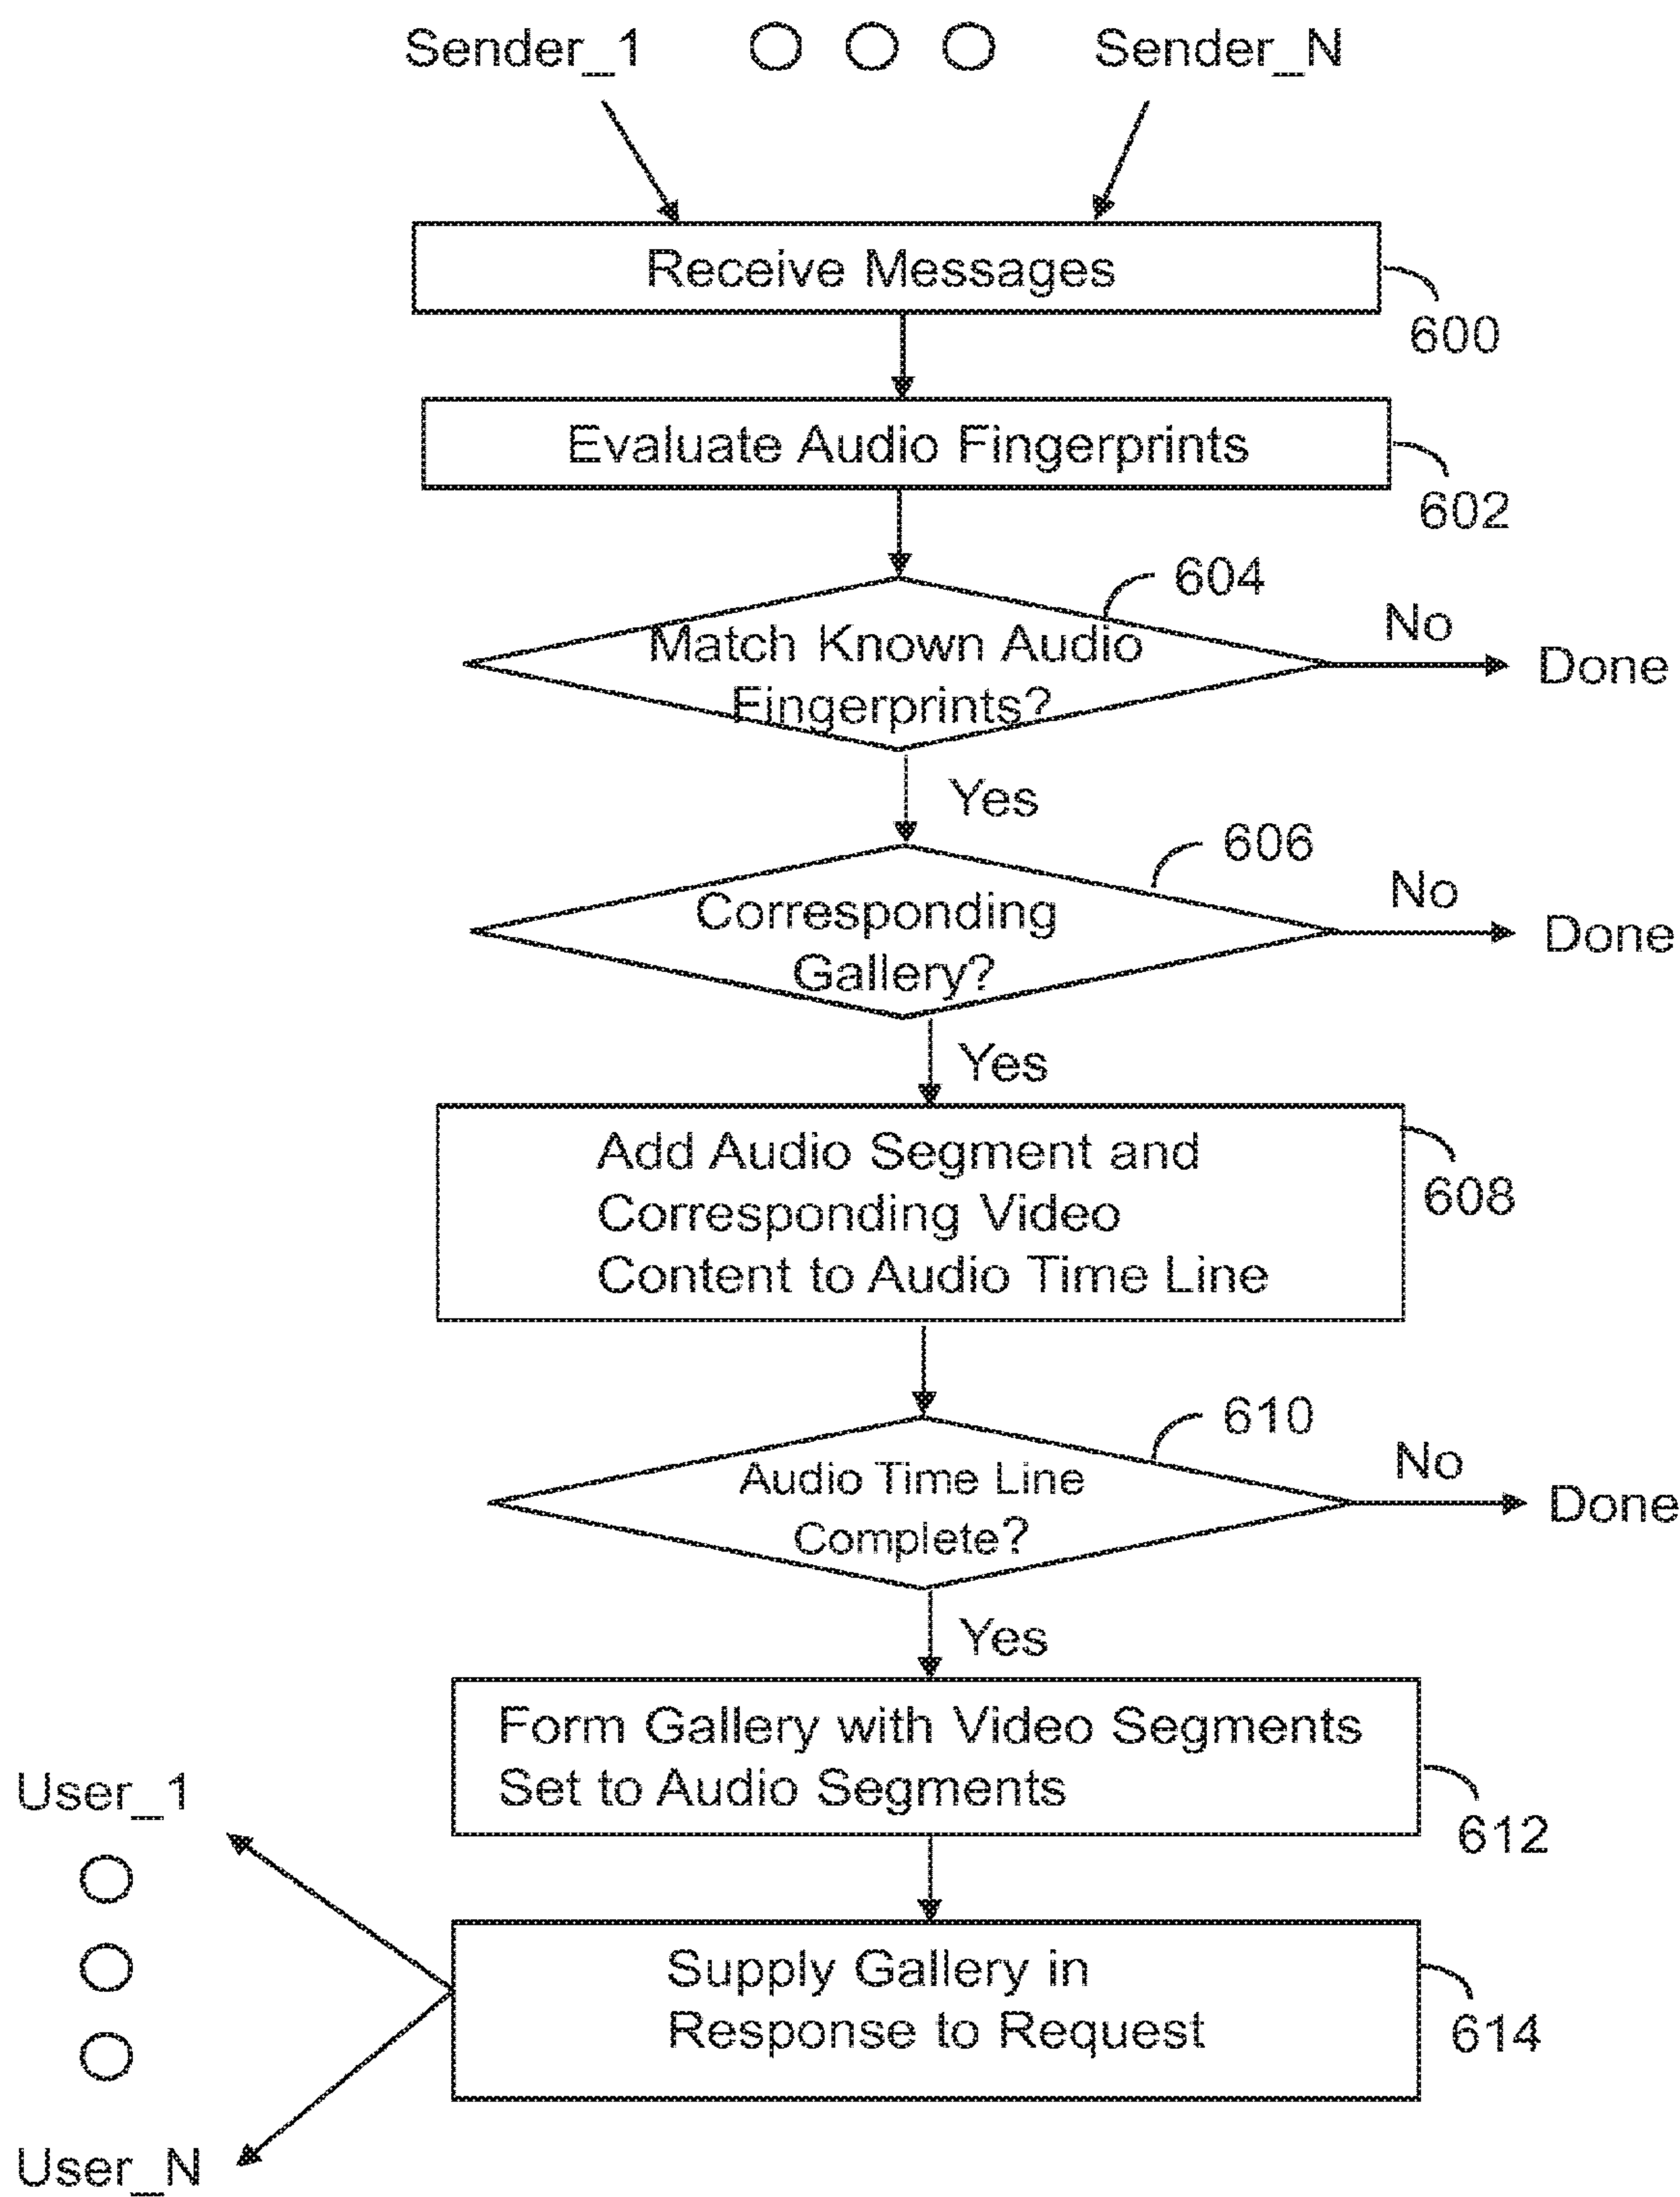 Sender_1 Sender_N
Receive Messages
600
Evaluate Audio Fingerprints
602
604
Match Known Audio
Fingerprints?
No
Done
Yes
606
Corresponding
Gallery?
No
Done
Yes
Add Audio Segment and
Corresponding Video
Content to Audio Time Line
608
610
Audio Time Line
Complete?
No
Done
Yes
Form Gallery with Video Segments
Set to Audio Segments
612
User_1
Supply Gallery in
Response to Request
614
User_N